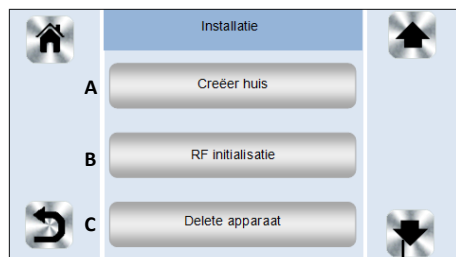 Installatie
A
Creëer huis
B
RF initialisatie
C
Delete apparaat